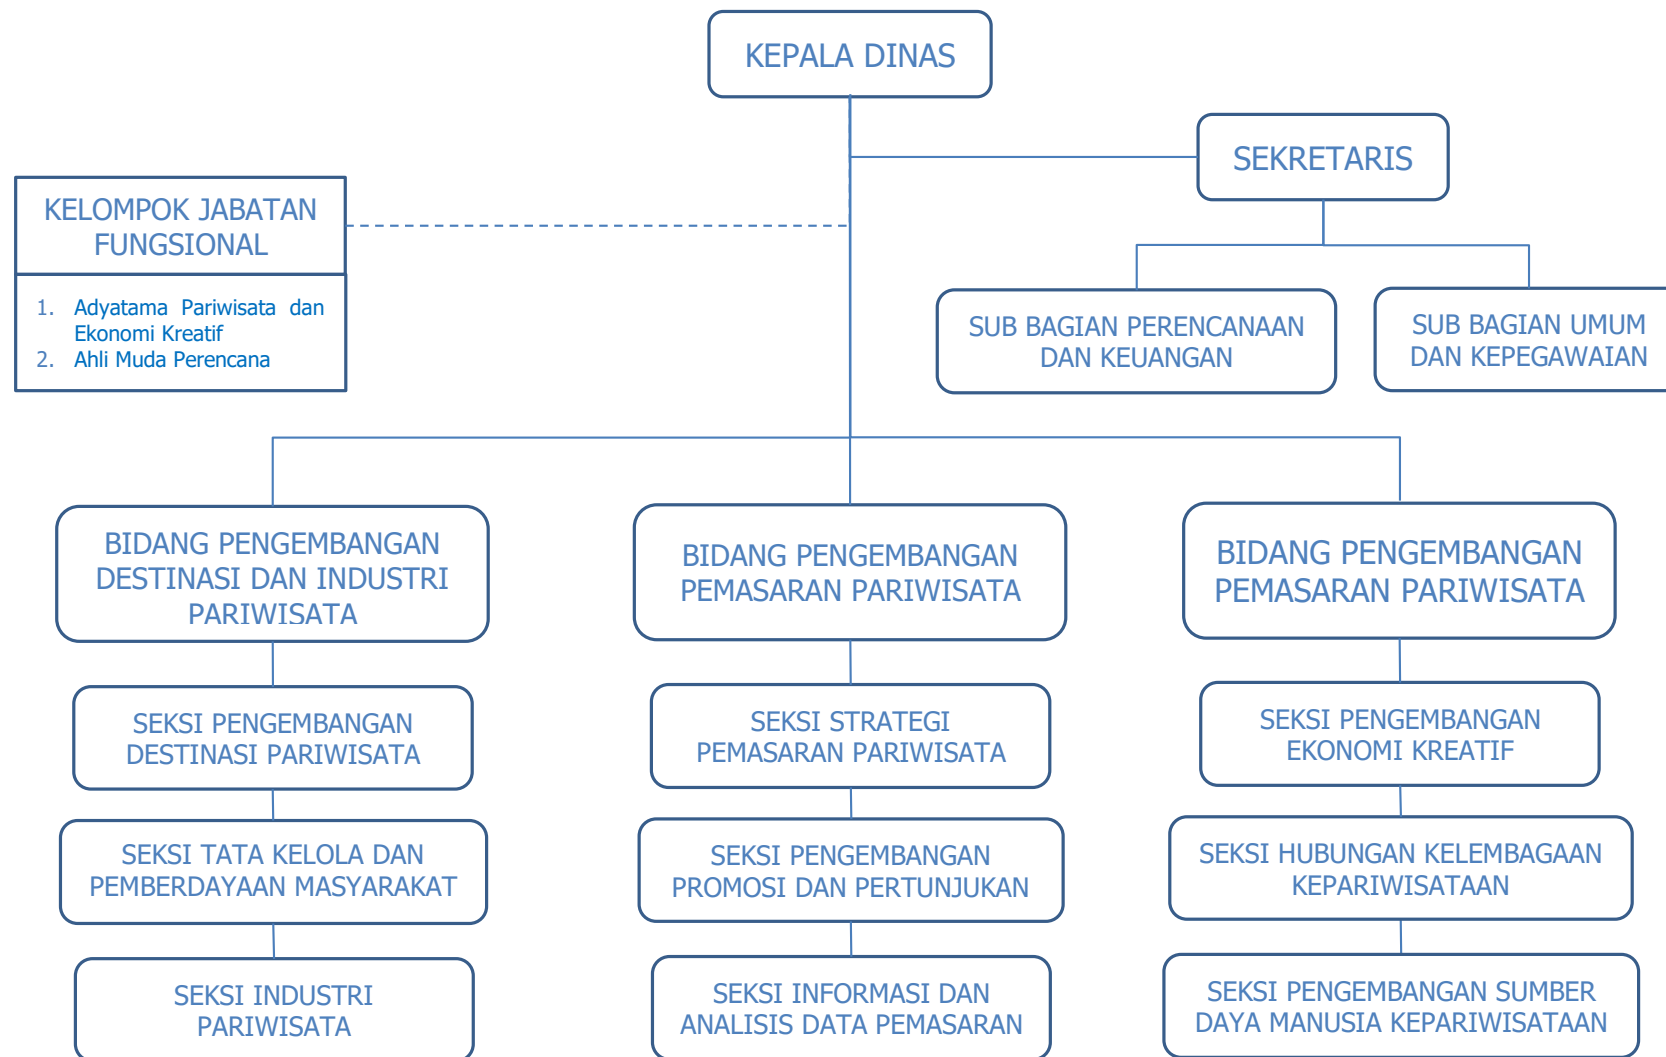 KEPALA DINAS
SEKRETARIS
KELOMPOK JABATAN
FUNGSIONAL
1. Adyatama Pariwisata dan
Ekonomi Kreatif
2. Ahli Muda Perencana
SUB BAGIAN PERENCANAAN
DAN KEUANGAN
SUB BAGIAN UMUM
DAN KEPEGAWAIAN
BIDANG PENGEMBANGAN
DESTINASI DAN INDUSTRI
PARIWISATA
BIDANG PENGEMBANGAN
PEMASARAN PARIWISATA
BIDANG PENGEMBANGAN
PEMASARAN PARIWISATA
SEKSI PENGEMBANGAN
DESTINASI PARIWISATA
SEKSI STRATEGI
PEMASARAN PARIWISATA
SEKSI PENGEMBANGAN
EKONOMI KREATIF
SEKSI TATA KELOLA DAN
PEMBERDAYAAN MASYARAKAT
SEKSI PENGEMBANGAN
PROMOSI DAN PERTUNJUKAN
SEKSI HUBUNGAN KELEMBAGAAN
KEPARIWISATAAN
SEKSI INDUSTRI
PARIWISATA
SEKSI INFORMASI DAN
ANALISIS DATA PEMASARAN
SEKSI PENGEMBANGAN SUMBER
DAYA MANUSIA KEPARIWISATAAN